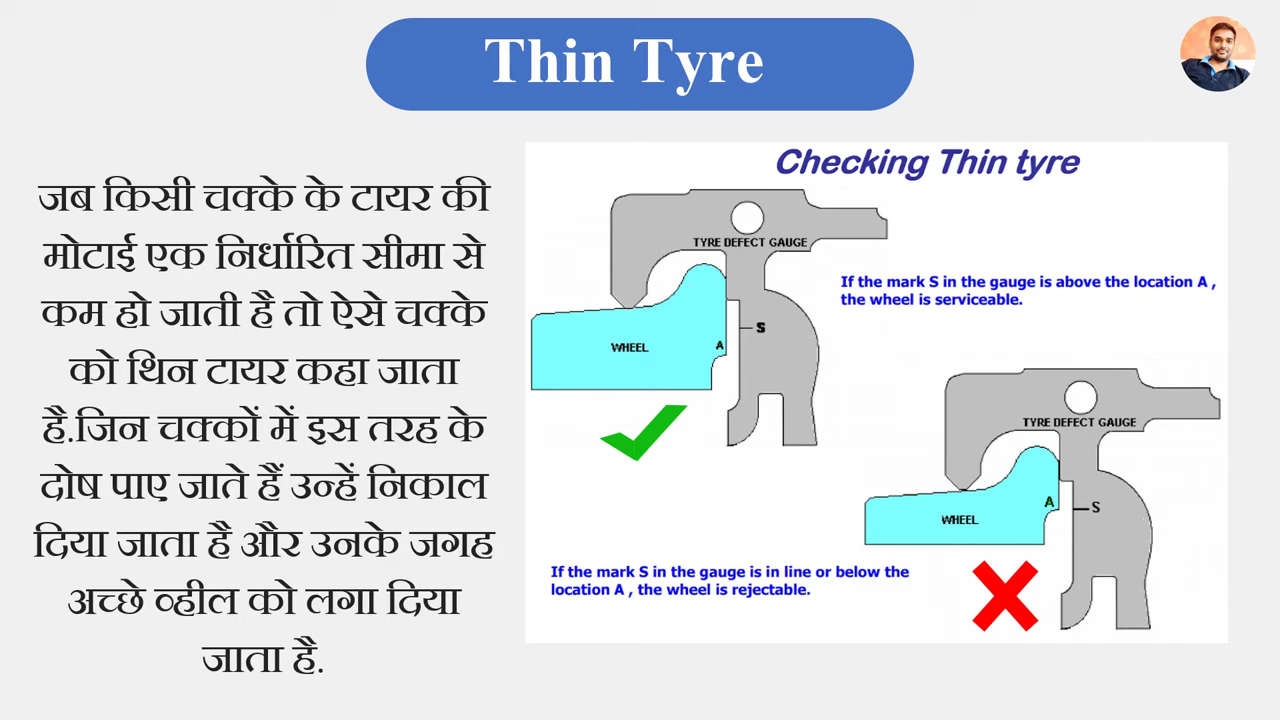 Thin Tyre
जब किसी चक्के के टायर की
मोटाई एक निर्धारित सीमा से
कम हो जाती है तो ऐसे चक्के
को थिन टायर कहा जाता
है.जिन चक्कों में इस तरह के
दोष पाए जाते हैं उन्हें निकाल
दिया जाता है और उनके जगह
अच्छे व्हील को लगा दिया
जाता है.
Checking Thin tyre
TYRE DEFECT GAUGE
S
WHEEL
A
If the mark S in the gauge is above the location A ,
the wheel is serviceable.
TYRE DEFECT GAUGE
A
S
WHEEL
If the mark S in the gauge is in line or below the
location A , the wheel is rejectable.